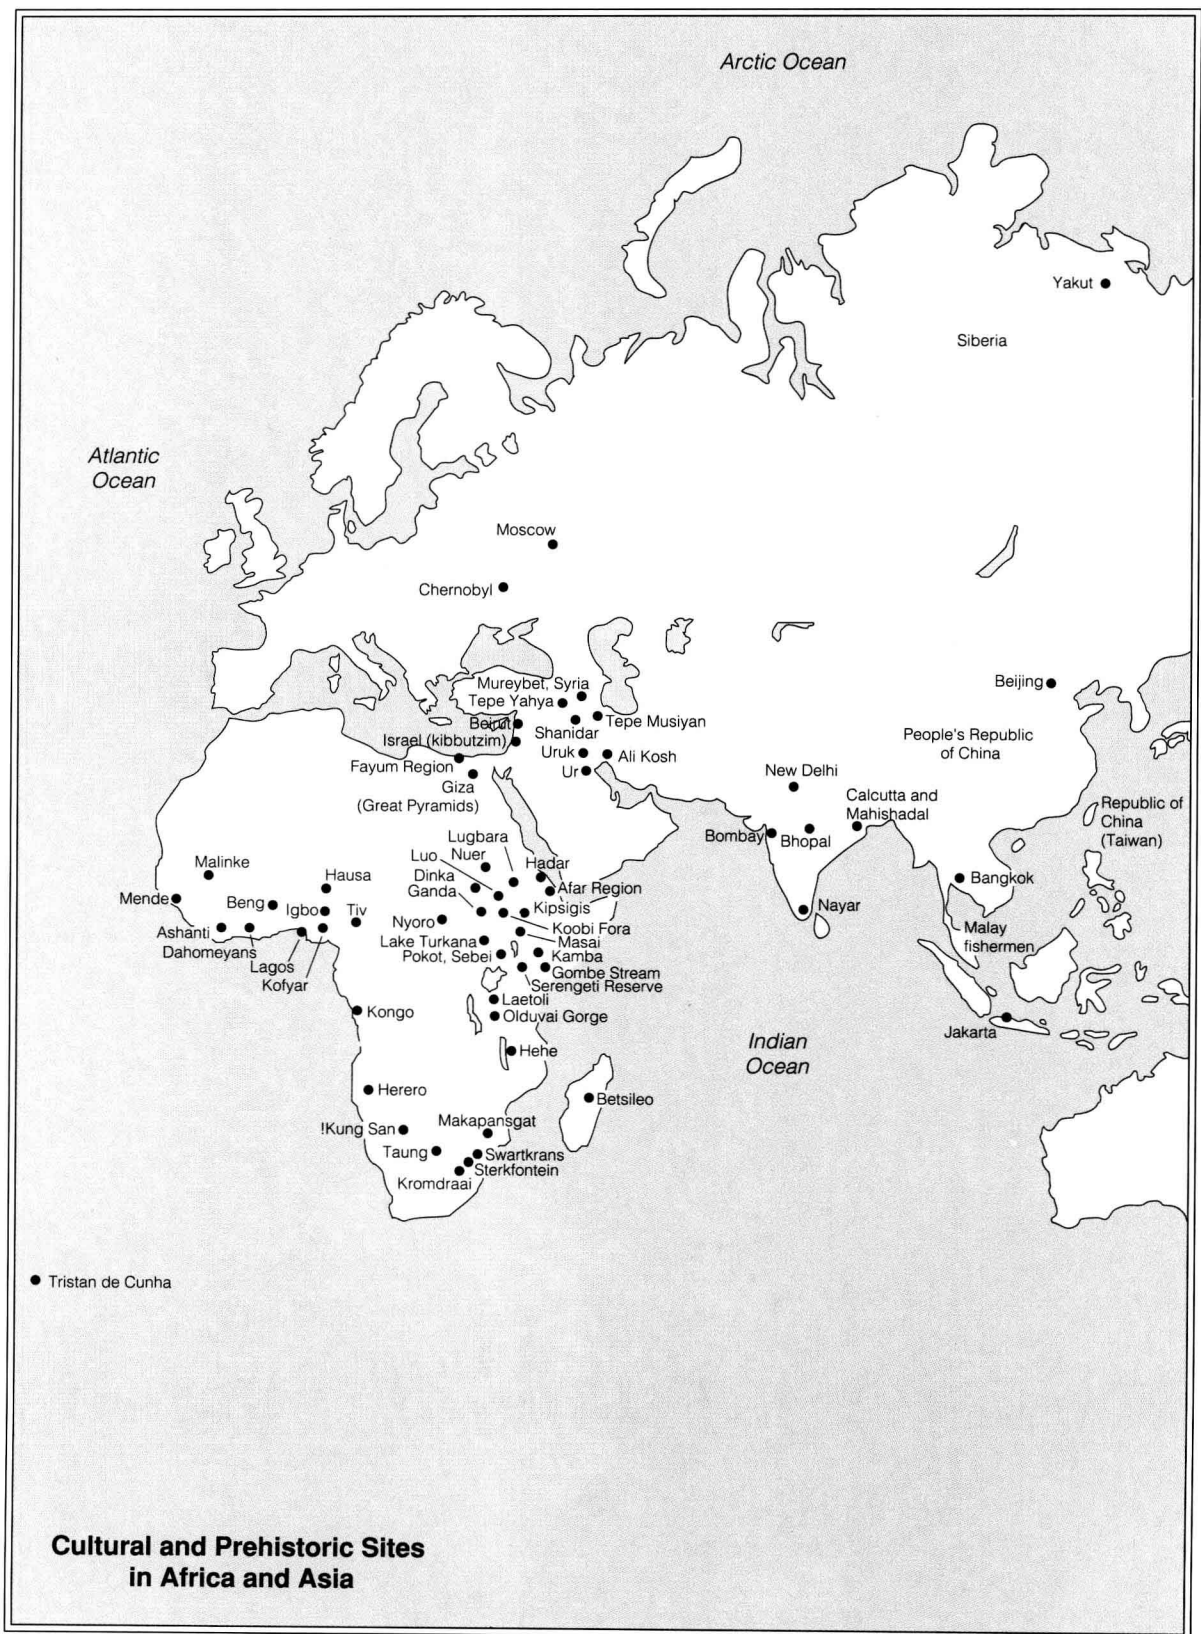 Arctic Ocean
Yakut
Siberia
Atlantic
Ocean
Moscow
Chernobyl
Beijing
Mureybet, Syria
Tepe Yahya
Beirut
Tepe Musiyan
Shanidar
Israel (kibbutzim)
Uruk
Ali Kosh
People's Republic
of China
Fayum Region
Ur
Giza
(Great Pyramids)
New Delhi
Calcutta and
Mahishadal
Republic of
China
(Taiwan)
Bombay
Bhopal
Lugbara
Luo
Nuer
Hadar
Malinke
Hausa
Dinka
Afar Region
Bangkok
Mende
Beng
Igbo
Tiv
Ganda
Kipsigis
Nayar
Nyoro
Koobi Fora
Ashanti
Malay
fishermen
Dahomeyans
Lake Turkana
Masai
Lagos
Pokot, Sebei
Kamba
Kofyar
Gombe Stream
Serengeti Reserve
Laetoli
Kongo
Olduvai Gorge
Jakarta
Indian
Ocean
Hehe
Herero
Betsileo
!Kung San
Makapansgat
Taung
Swartkrans
Sterkfontein
Kromdraai
Tristan de Cunha
Cultural and Prehistoric Sites
in Africa and Asia